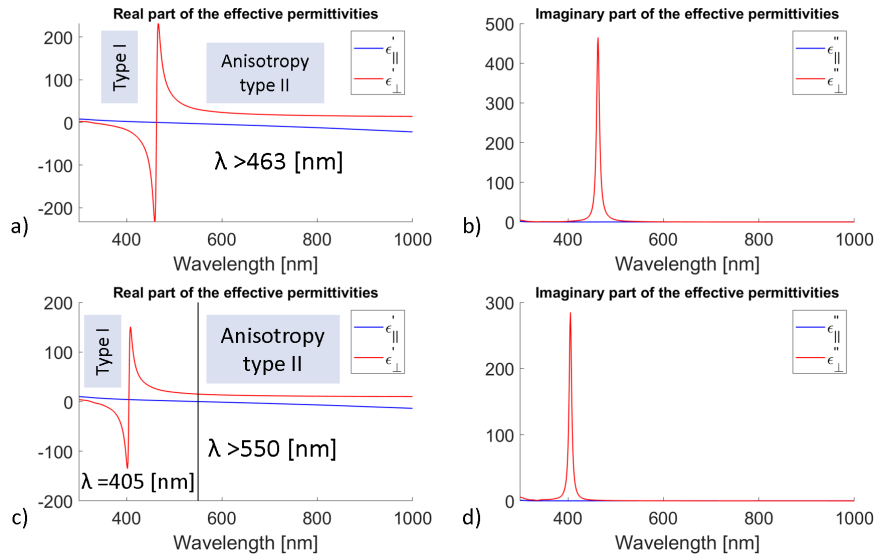 Real part of the effective permittivities
200
100
0
-100
-200
400
600
800
1000
Type I
Anisotropy
type II
ϵ||'
ϵ⊥'
λ >463 [nm]
Wavelength [nm]
a)
Imaginary part of the effective permittivities
500
400
300
200
100
0
400
600
800
1000
ϵ||''
ϵ⊥''
Wavelength [nm]
b)
Real part of the effective permittivities
200
100
0
-100
-200
400
600
800
1000
Type I
Anisotropy
type II
ϵ||'
ϵ⊥'
λ >550 [nm]
λ =405 [nm]
Wavelength [nm]
c)
Imaginary part of the effective permittivities
300
200
100
0
400
600
800
1000
ϵ||''
ϵ⊥''
Wavelength [nm]
d)